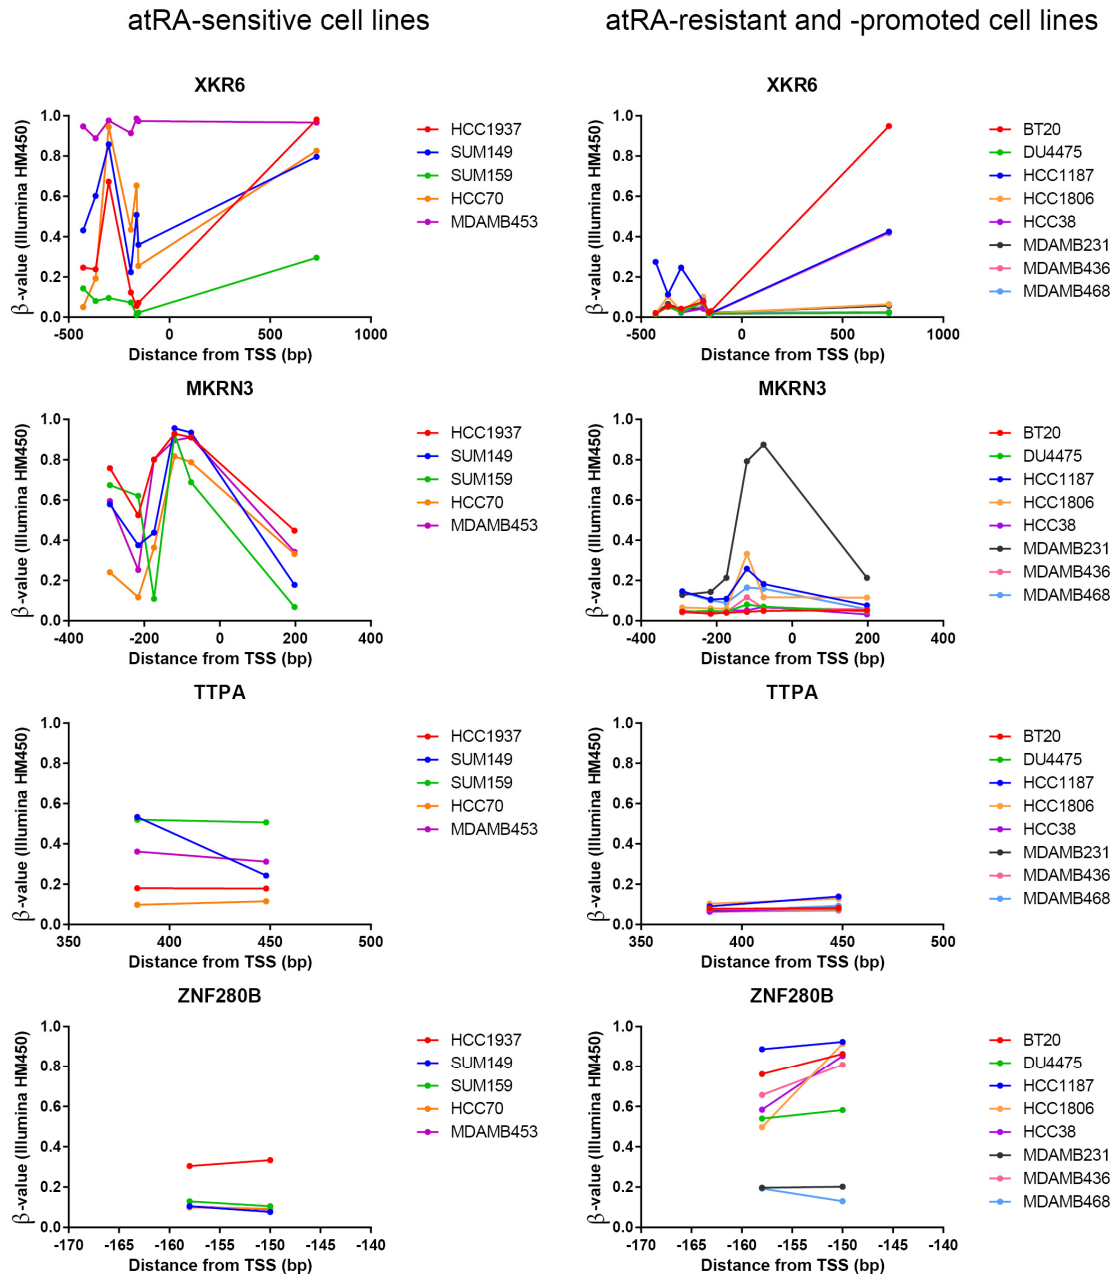 atRA-sensitive cell lines
atRA-resistant and -promoted cell lines
XKR6
β-value (Illumina HM450)
1.0
0.8
0.6
0.4
0.2
0.0
-500 0 500 1000
Distance from TSS (bp)
HCC1937
SUM149
SUM159
HCC70
MDAMB453
XKR6
β-value (Illumina HM450)
1.0
0.8
0.6
0.4
0.2
0.0
-500 0 500 1000
Distance from TSS (bp)
BT20
DU4475
HCC1187
HCC1806
HCC38
MDAMB231
MDAMB436
MDAMB468
MKRN3
β-value (Illumina HM450)
1.0
0.8
0.6
0.4
0.2
0.0
-400 -200 0 200 400
Distance from TSS (bp)
HCC1937
SUM149
SUM159
HCC70
MDAMB453
MKRN3
β-value (Illumina HM450)
1.0
0.8
0.6
0.4
0.2
0.0
-400 -200 0 200 400
Distance from TSS (bp)
BT20
DU4475
HCC1187
HCC1806
HCC38
MDAMB231
MDAMB436
MDAMB468
TTPA
β-value (Illumina HM450)
1.0
0.8
0.6
0.4
0.2
0.0
350 400 450 500
Distance from TSS (bp)
HCC1937
SUM149
SUM159
HCC70
MDAMB453
TTPA
β-value (Illumina HM450)
1.0
0.8
0.6
0.4
0.2
0.0
350 400 450 500
Distance from TSS (bp)
BT20
DU4475
HCC1187
HCC1806
HCC38
MDAMB231
MDAMB436
MDAMB468
ZNF280B
β-value (Illumina HM450)
1.0
0.8
0.6
0.4
0.2
0.0
-170 -165 -160 -155 -150 -145 -140
Distance from TSS (bp)
HCC1937
SUM149
SUM159
HCC70
MDAMB453
ZNF280B
β-value (Illumina HM450)
1.0
0.8
0.6
0.4
0.2
0.0
-170 -165 -160 -155 -150 -145 -140
Distance from TSS (bp)
BT20
DU4475
HCC1187
HCC1806
HCC38
MDAMB231
MDAMB436
MDAMB468